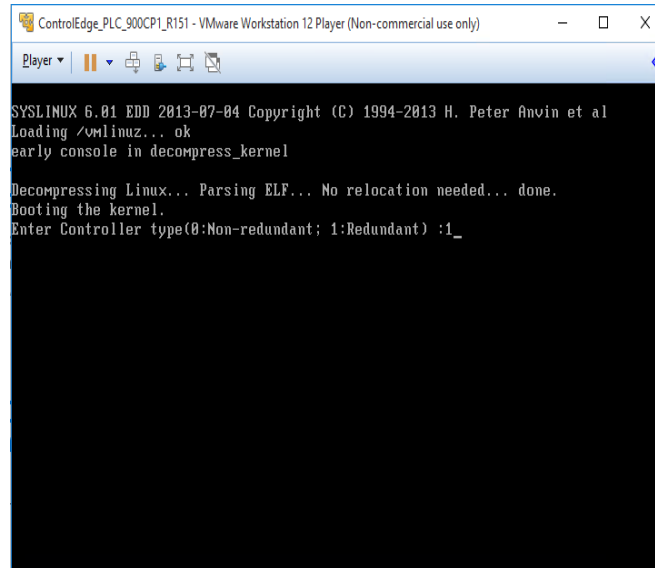 ControlEdge_PLC_900CP1_R151 - VMware Workstation 12 Player (Non-commercial use only)
Player
SYSLINUX 6.01 EDD 2013-07-04 Copyright (C) 1994-2013 H. Peter Anvin et al
Loading /vmlinuz... ok
early console in decompress_kernel
Decompressing Linux... Parsing ELF... No relocation needed... done.
Booting the kernel.
Enter Controller type(0:Non-redundant; 1:Redundant) :1_